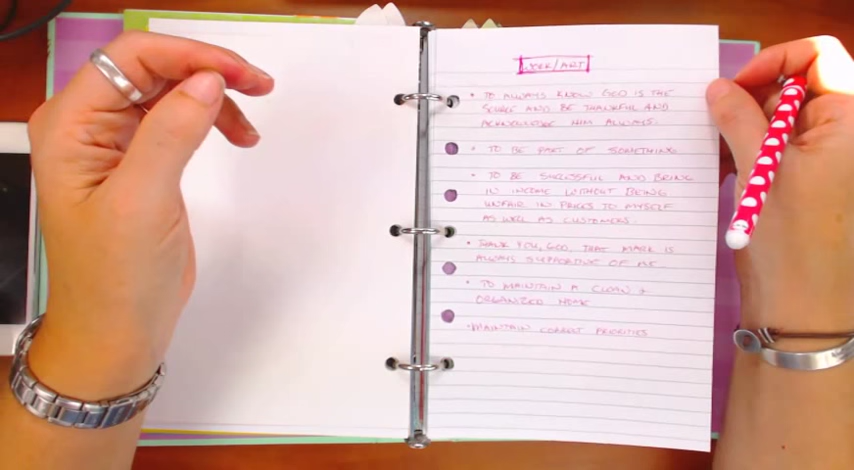 WORK/ART
• TO ALWAYS KNOW GOD IS THE
SOURCE AND BE THANKFUL AND
ACKNOWLEDGE HIM ALWAYS.
• TO BE PART OF SOMETHING
• TO BE SUCCESSFUL AND BRING
IN INCOME WITHOUT BEING
UNFAIR IN PRICES TO MYSELF
AS WELL AS CUSTOMERS.
• THANK YOU, GOD, THAT MARK IS
ALWAYS SUPPORTIVE OF ME
• TO MAINTAIN A CLEAN +
ORGANIZED HOME
• MAINTAIN CORRECT PRIORITIES